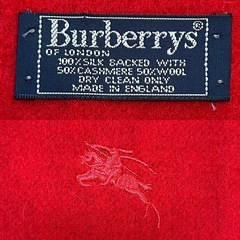 Burberrys®
OF LONDON
100% SILK BACKED WITH
50% CASHMERE 50% WOOL
DRY CLEAN ONLY
MADE IN ENGLAND